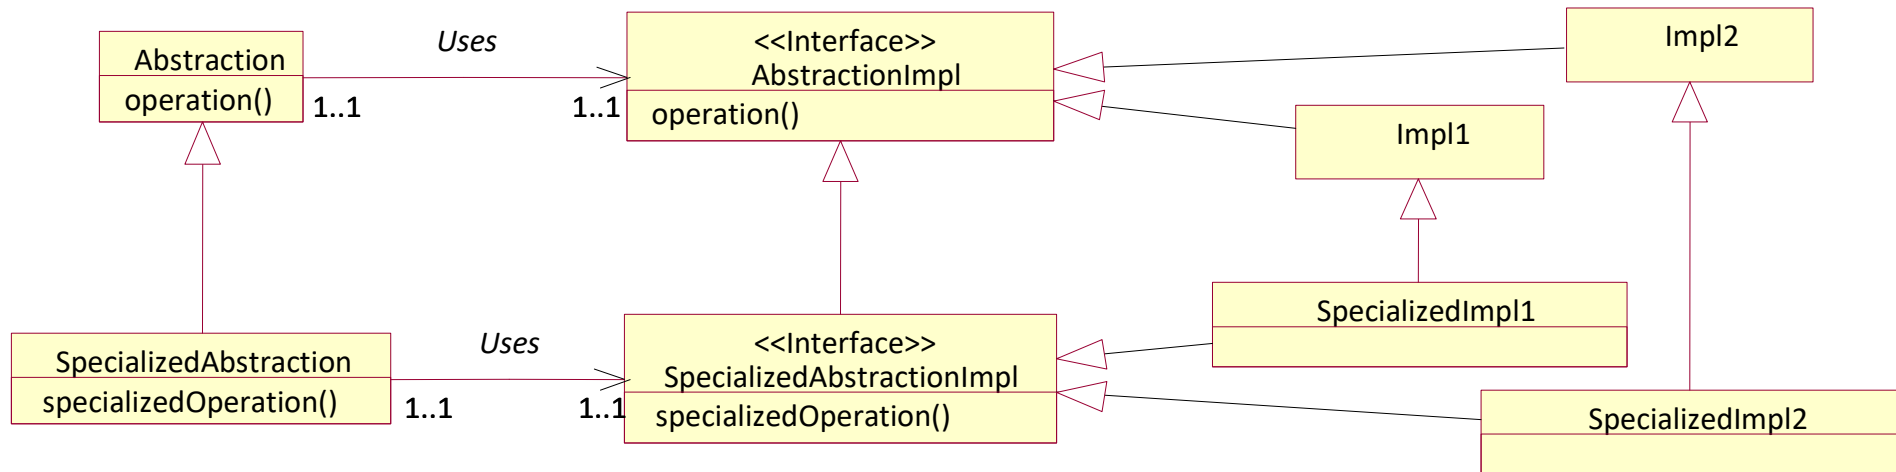 Abstraction
operation()
Uses
1..1
1..1
<<Interface>>
AbstractionImpl
operation()
Impl2
Impl1
SpecializedAbstraction
specializedOperation()
Uses
1..1
1..1
<<Interface>>
SpecializedAbstractionImpl
specializedOperation()
SpecializedImpl1
SpecializedImpl2